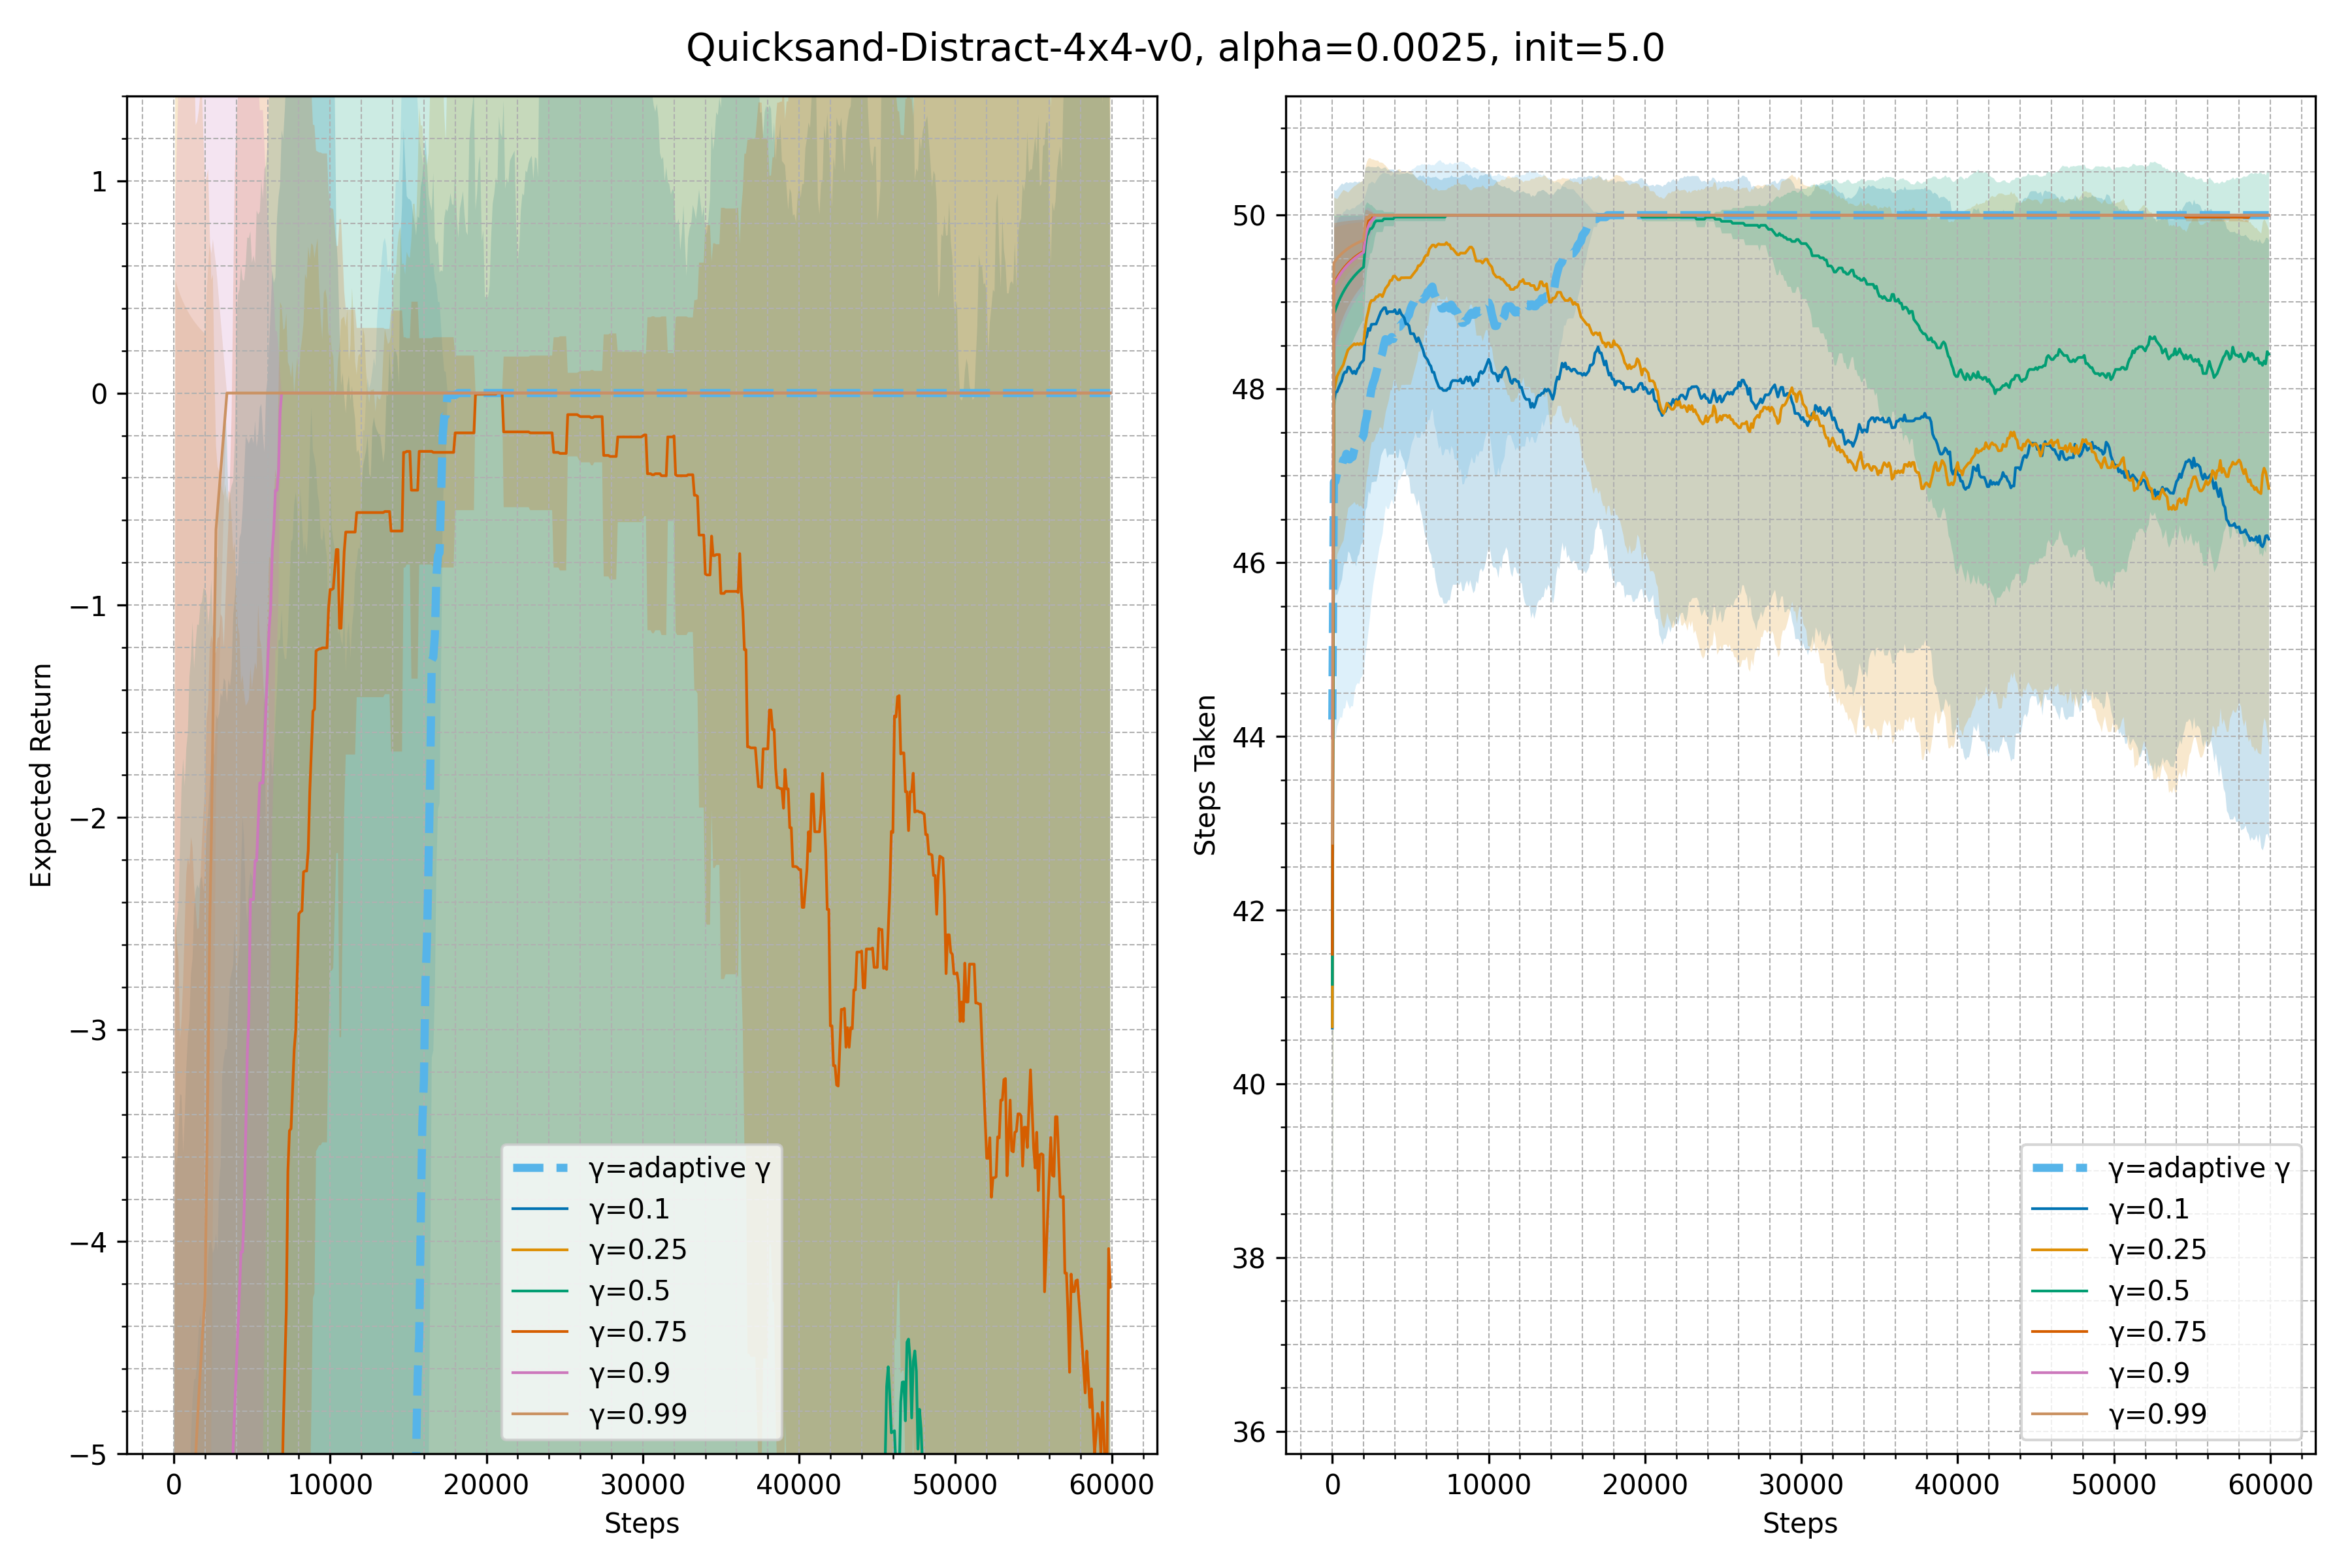 Quicksand-Distract-4x4-v0, alpha=0.0025, init=5.0
Expected Return
1
0
−1
−2
−3
−4
−5
0 10000 20000 30000 40000 50000 60000
Steps
γ=adaptive γ
γ=0.1
γ=0.25
γ=0.5
γ=0.75
γ=0.9
γ=0.99
Steps Taken
50
48
46
44
42
40
38
36
0 10000 20000 30000 40000 50000 60000
Steps
γ=adaptive γ
γ=0.1
γ=0.25
γ=0.5
γ=0.75
γ=0.9
γ=0.99